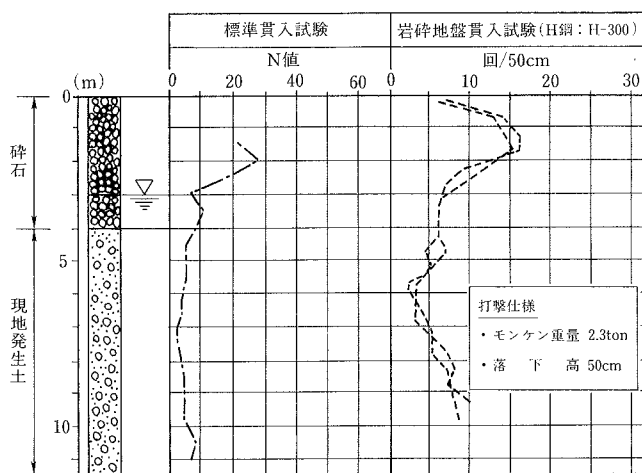 標準貫入試験
岩砕地盤貫入試験(H鋼：H-300)
(m)
N値
回/50cm
0 20 40 60 0 10 20 30
0
5
10
砕石
現地発生土
打撃仕様
・モンケン重量 2.3ton
・落下高 50cm